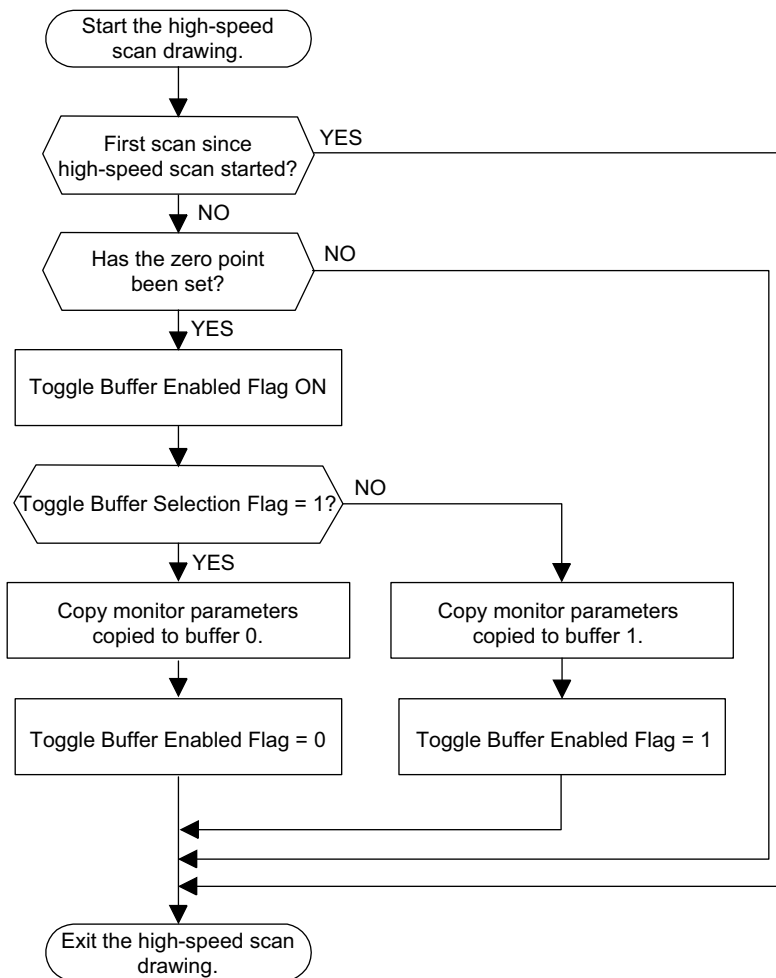 Start the high-speed
scan drawing.
First scan since
high-speed scan started?
YES
NO
Has the zero point
been set?
NO
YES
Toggle Buffer Enabled Flag ON
Toggle Buffer Selection Flag = 1?
NO
YES
Copy monitor parameters
copied to buffer 0.
Copy monitor parameters
copied to buffer 1.
Toggle Buffer Enabled Flag = 0
Toggle Buffer Enabled Flag = 1
Exit the high-speed scan
drawing.